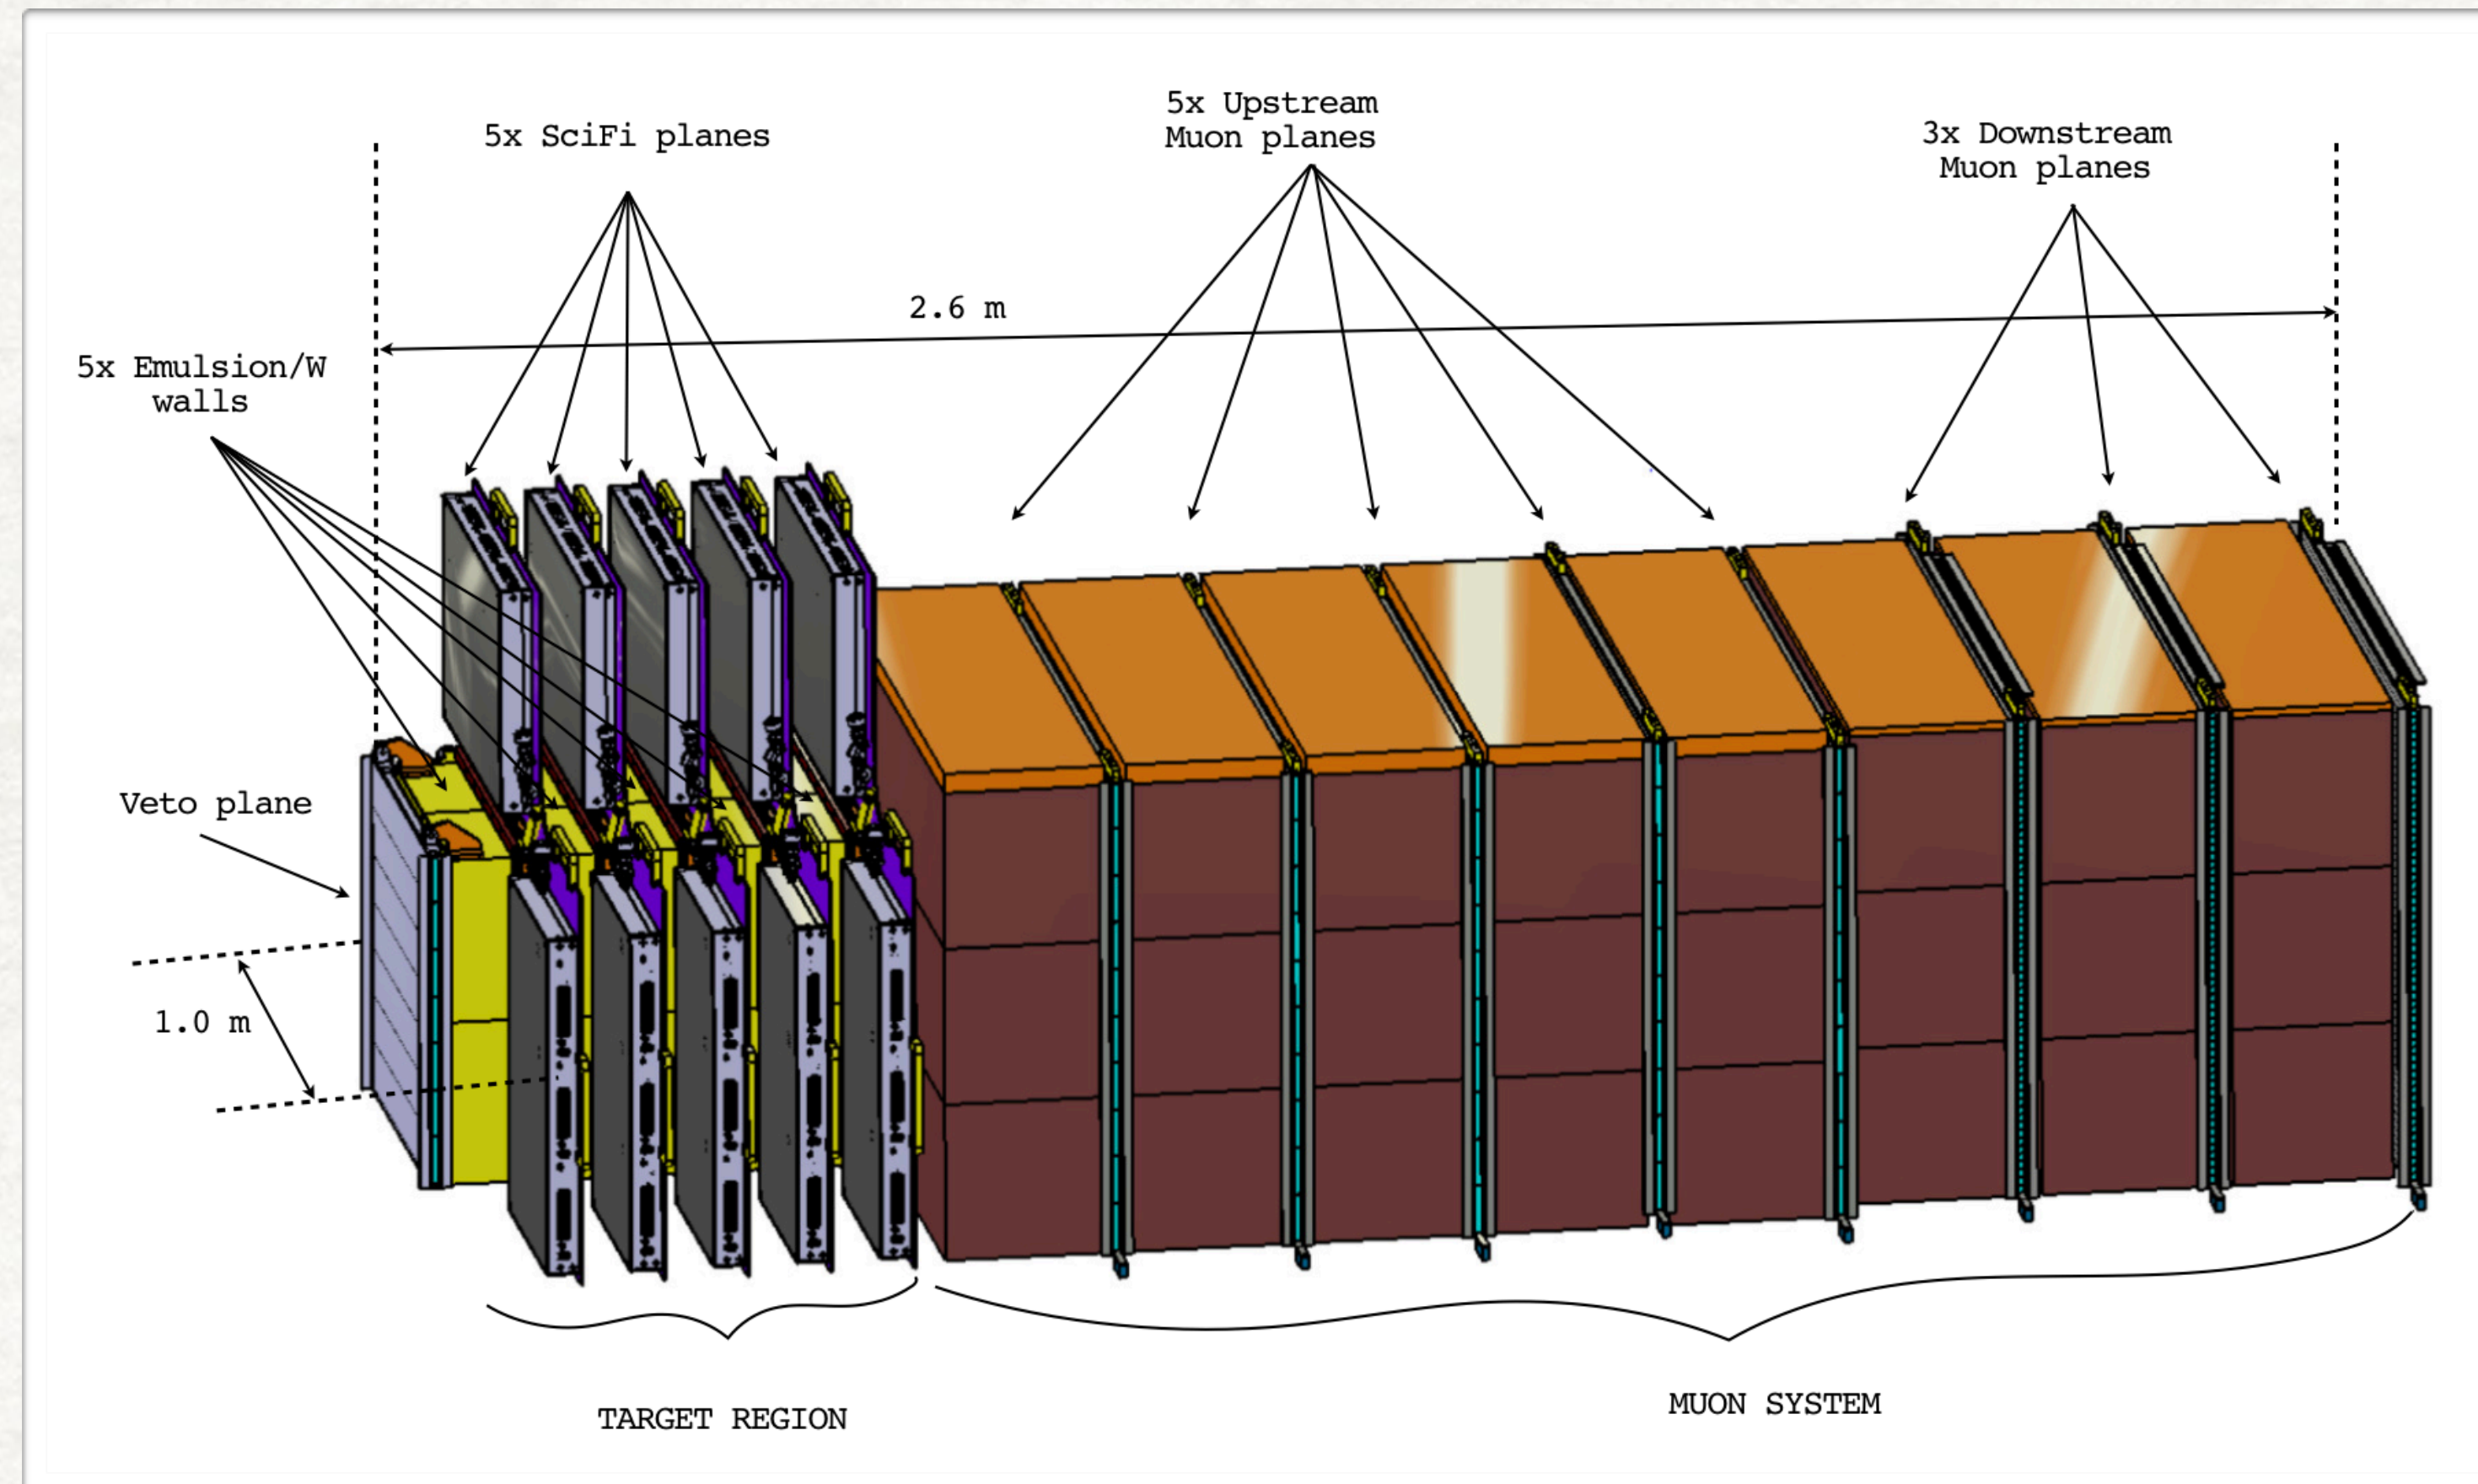 5x SciFi planes
5x Upstream
Muon planes
3x Downstream
Muon planes
2.6 m
5x Emulsion/W
walls
Veto plane
1.0 m
TARGET REGION
MUON SYSTEM